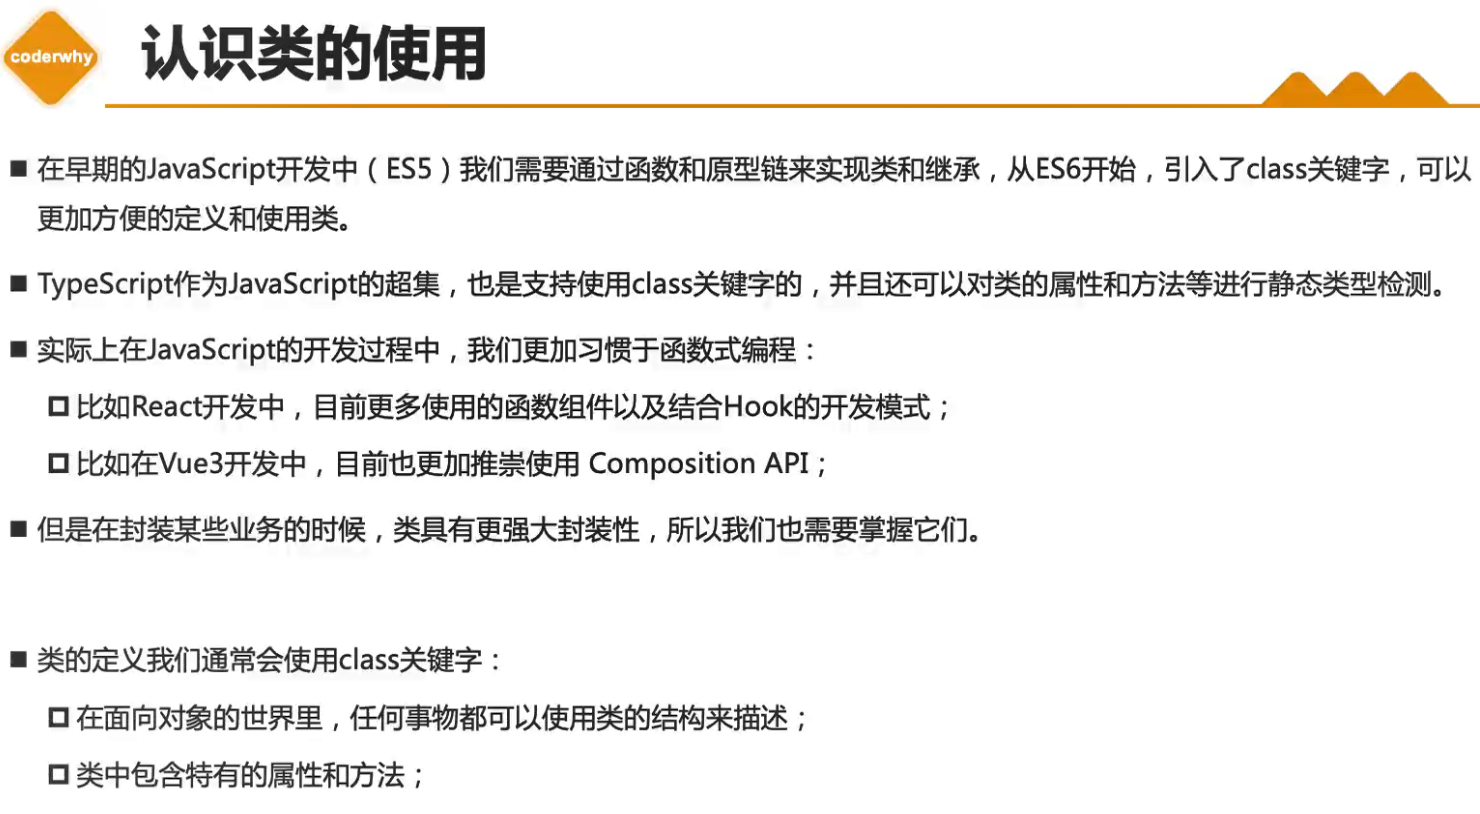 coderwhy
认识类的使用
■ 在早期的JavaScript开发中（ES5）我们需要通过函数和原型链来实现类和继承，从ES6开始，引入了class关键字，可以
更加方便的定义和使用类。
■ TypeScript作为JavaScript的超集，也是支持使用class关键字的，并且还可以对类的属性和方法等进行静态类型检测。
■ 实际上在JavaScript的开发过程中，我们更加习惯于函数式编程：
□ 比如React开发中，目前更多使用的函数组件以及结合Hook的开发模式；
□ 比如在Vue3开发中，目前也更加推崇使用 Composition API；
■ 但是在封装某些业务的时候，类具有更强大封装性，所以我们也需要掌握它们。
■ 类的定义我们通常会使用class关键字：
□ 在面向对象的世界里，任何事物都可以使用类的结构来描述；
□ 类中包含特有的属性和方法；